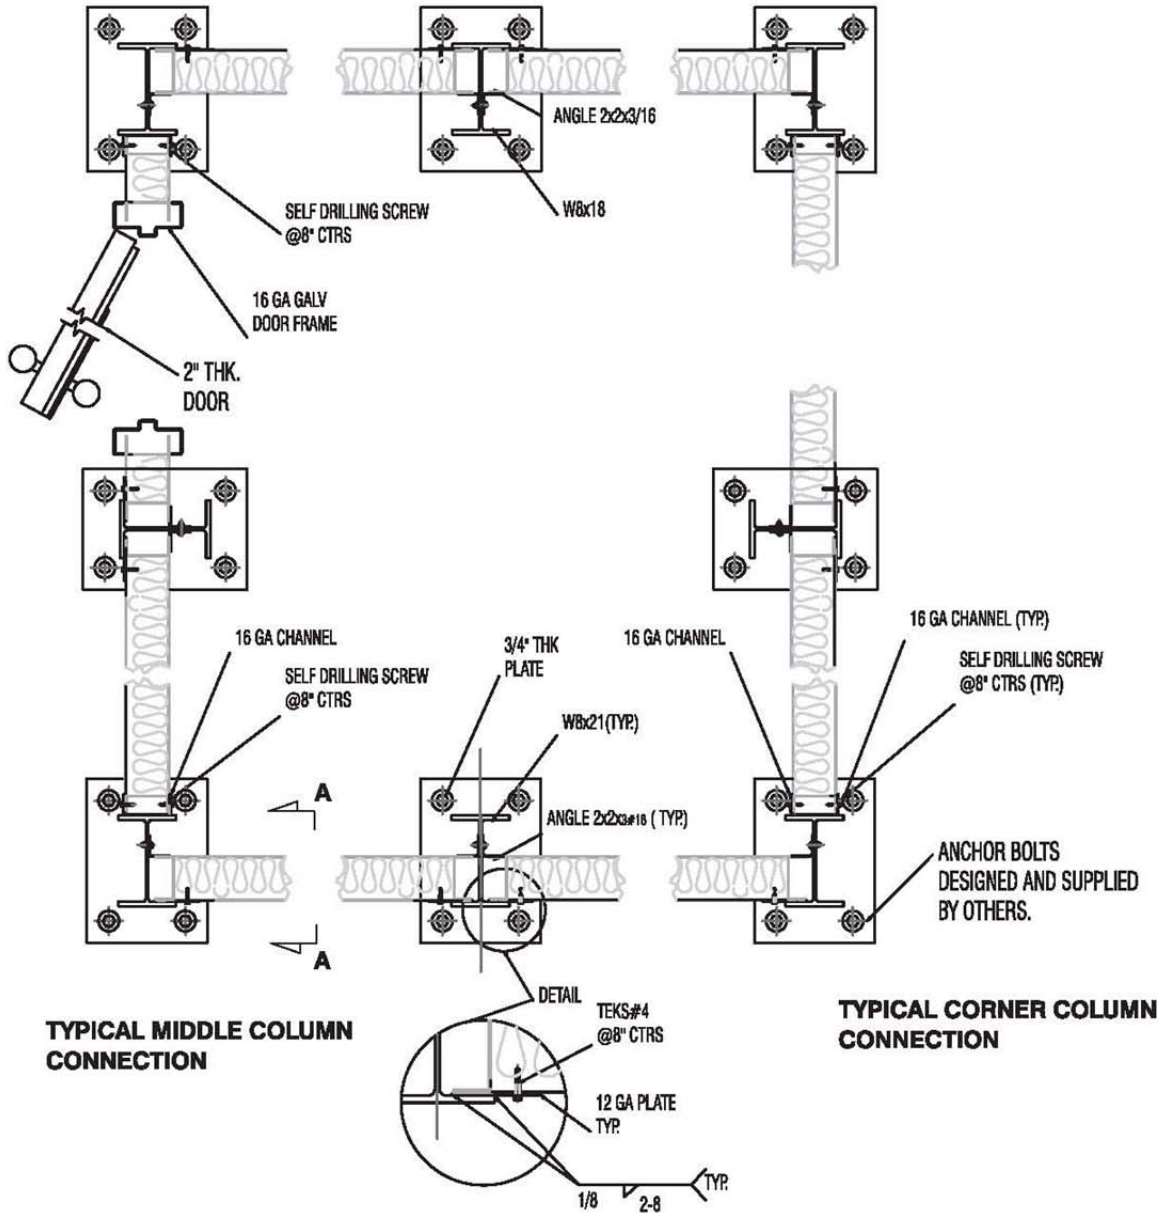 ANGLE 2x2x3/16
W8x18
SELF DRILLING SCREW
@8" CTRS
16 GA GALV
DOOR FRAME
2" THK.
DOOR
16 GA CHANNEL
SELF DRILLING SCREW
@8" CTRS
3/4" THK
PLATE
W8x21(TYP.)
ANGLE 2x2x3#16 ( TYP.)
16 GA CHANNEL
16 GA CHANNEL (TYP.)
SELF DRILLING SCREW
@8" CTRS (TYP.)
A
A
ANCHOR BOLTS
DESIGNED AND SUPPLIED
BY OTHERS.
DETAIL
TYPICAL MIDDLE COLUMN
CONNECTION
TYPICAL CORNER COLUMN
CONNECTION
TEKS#4
@8" CTRS
12 GA PLATE
TYP.
1/8
2-8
TYP.